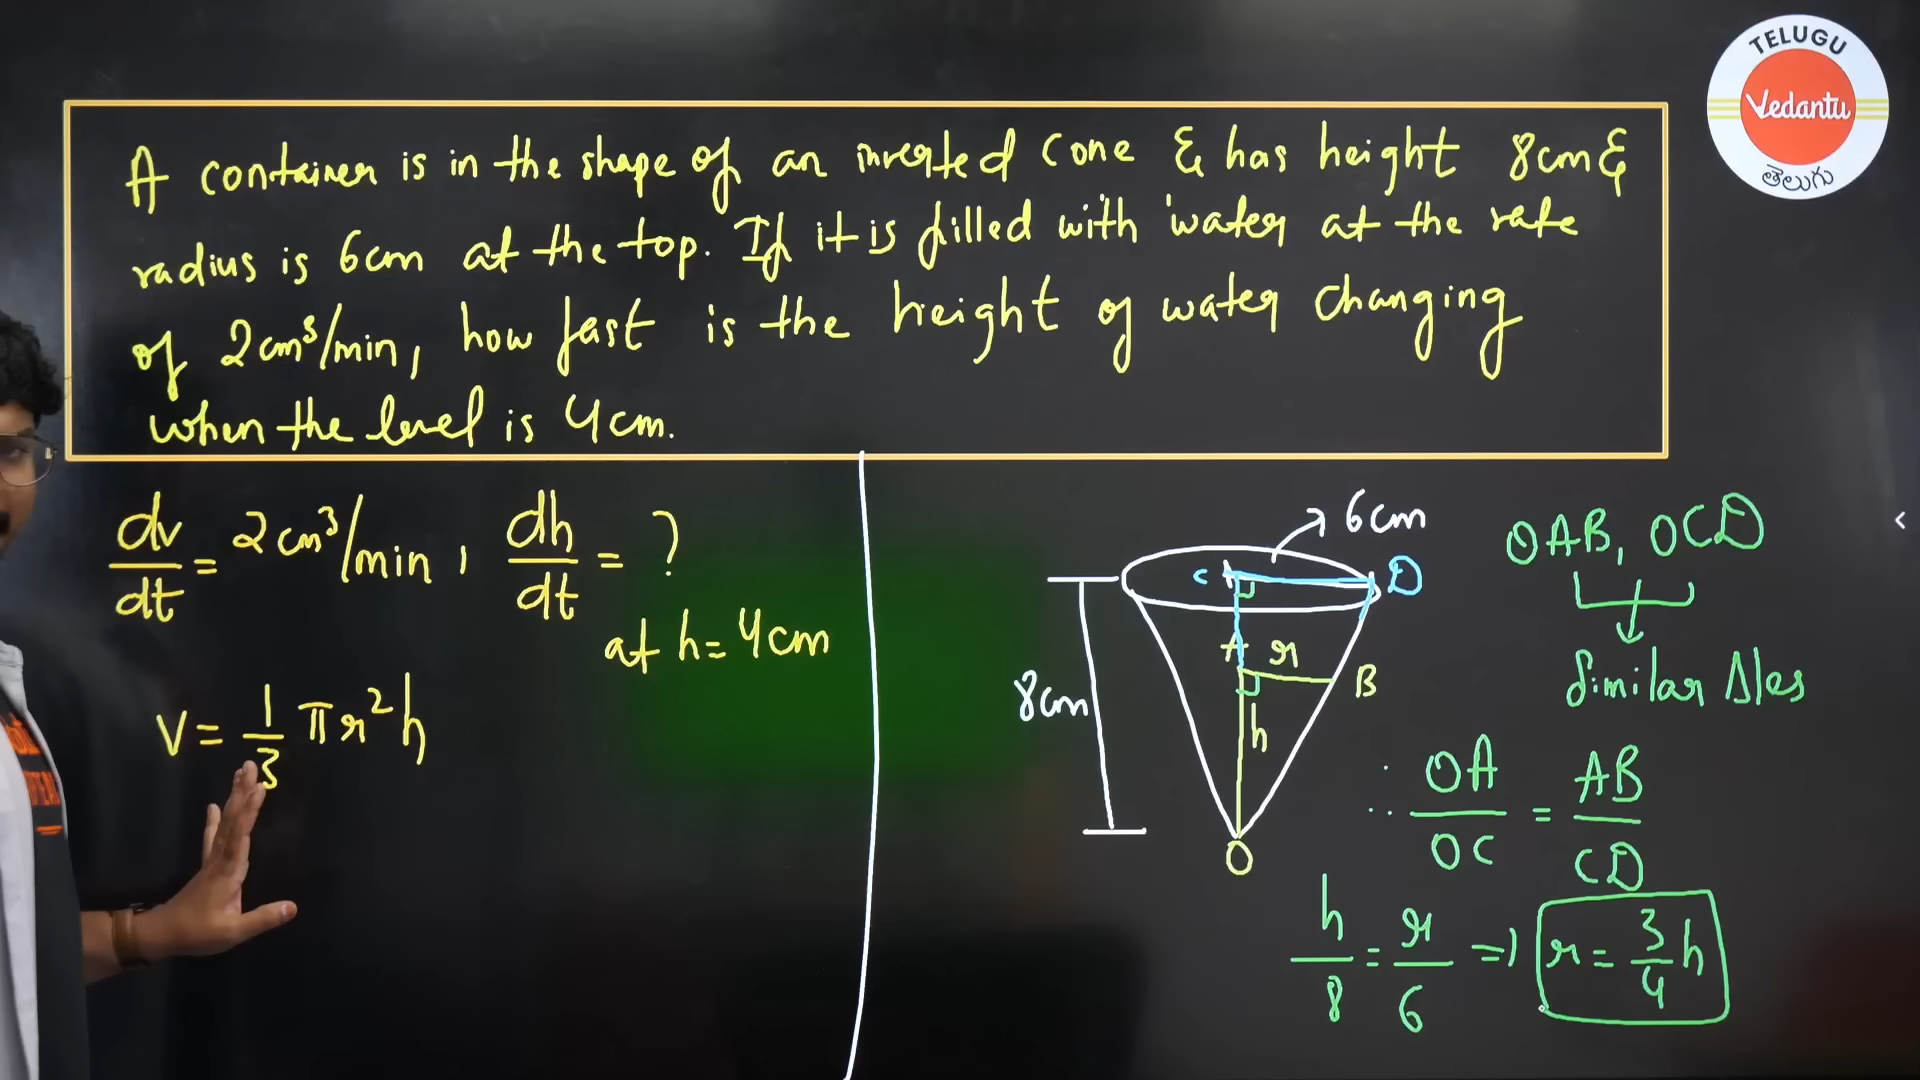 TELUGU
Vedantu
తెలుగు
A container is in the shape of an inverted cone & has height 8cm &
radius is 6cm at the top. If it is filled with water at the rate
of 2cm³/min, how fast is the height of water changing
when the level is 4cm.
dv/dt = 2cm³/min, dh/dt = ?
at h = 4cm
V = 1/3 πr²h
6cm
C D
A r B
8cm
h
O
OAB, OCD
Similar Δles
∴ OA/OC = AB/CD
h/8 = r/6 => r = 3/4 h